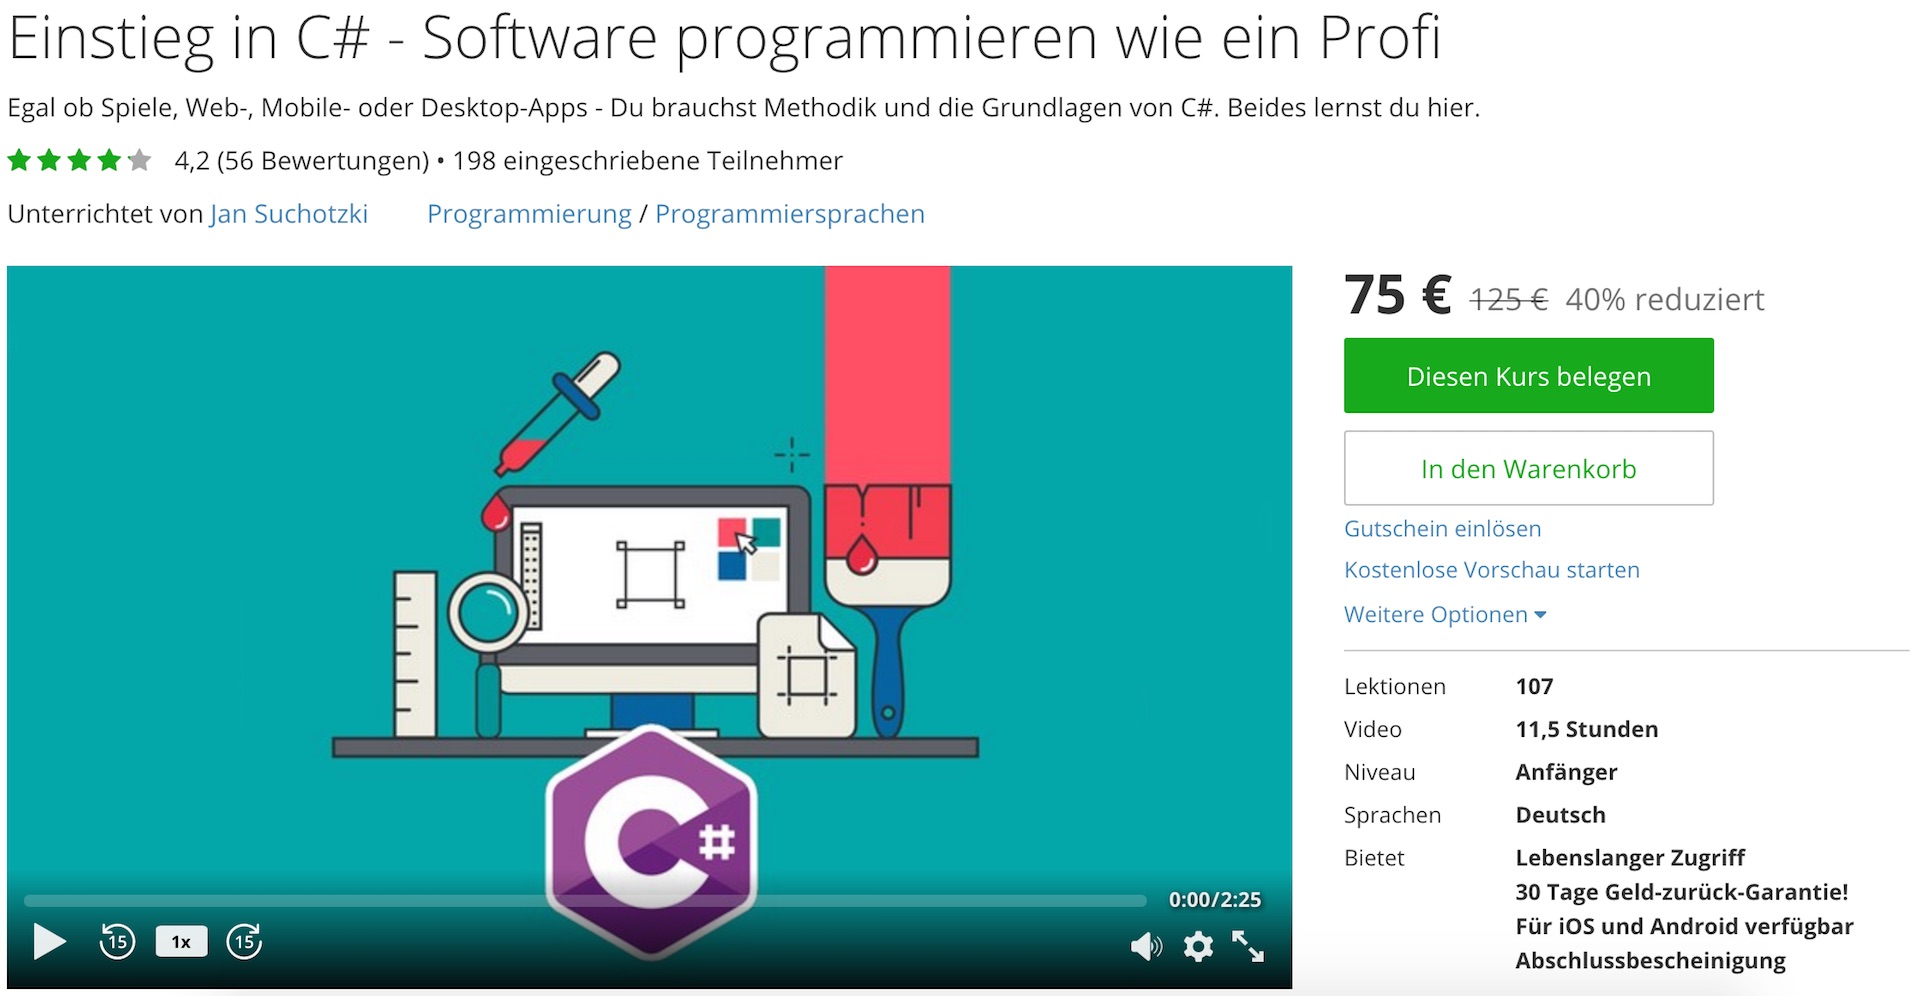 Einstieg in C# - Software programmieren wie ein Profi
Egal ob Spiele, Web-, Mobile- oder Desktop-Apps - Du brauchst Methodik und die Grundlagen von C#. Beides lernst du hier.
4,2 (56 Bewertungen) • 198 eingeschriebene Teilnehmer
Unterrichtet von Jan Suchotzki Programmierung / Programmiersprachen
75 € 125 € 40% reduziert
Diesen Kurs belegen
In den Warenkorb
Gutschein einlösen
Kostenlose Vorschau starten
Weitere Optionen
Lektionen 107
Video 11,5 Stunden
Niveau Anfänger
Sprachen Deutsch
Bietet Lebenslanger Zugriff
30 Tage Geld-zurück-Garantie!
Für iOS und Android verfügbar
Abschlussbescheinigung
C#
0:00/2:25
15 1x 15